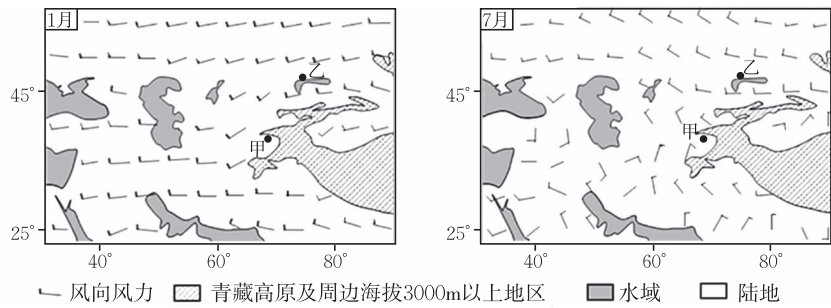 1月
7月
乙
乙
45°
45°
甲
甲
25°
25°
40°
60°
80°
40°
60°
80°
风向风力
青藏高原及周边海拔3000m以上地区
水域
陆地